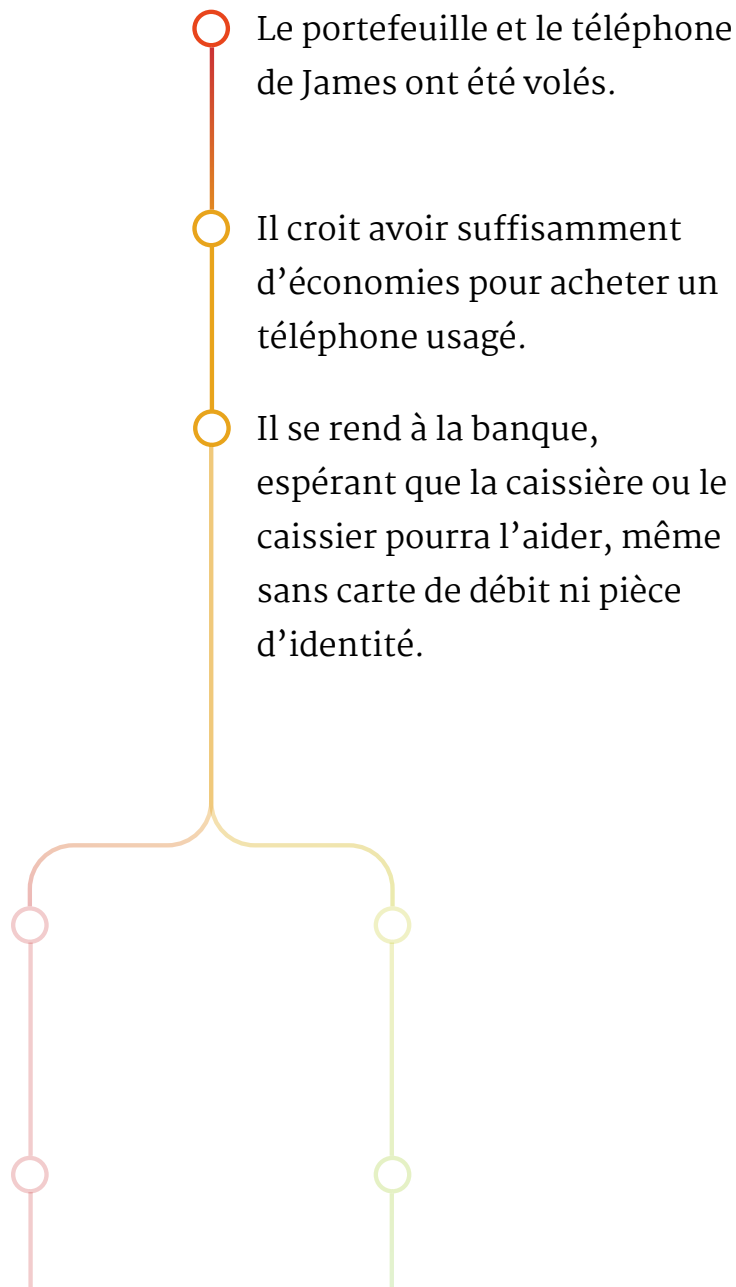 Le portefeuille et le téléphone
de James ont été volés.
Il croit avoir suffisamment
d’économies pour acheter un
téléphone usagé.
Il se rend à la banque,
espérant que la caissière ou le
caissier pourra l’aider, même
sans carte de débit ni pièce
d’identité.